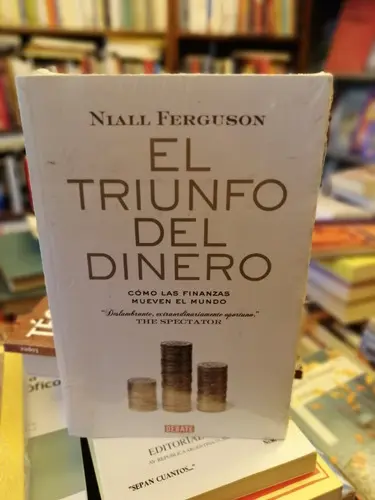 NIALL FERGUSON
EL
TRIUNFO
DEL
DINERO
CÓMO LAS FINANZAS
MUEVEN EL MUNDO
"Deslumbrante, extraordinariamente oportuno."
THE SPECTATOR
DEBATE
EDITORIAL
"SEPAN CUANTOS..."